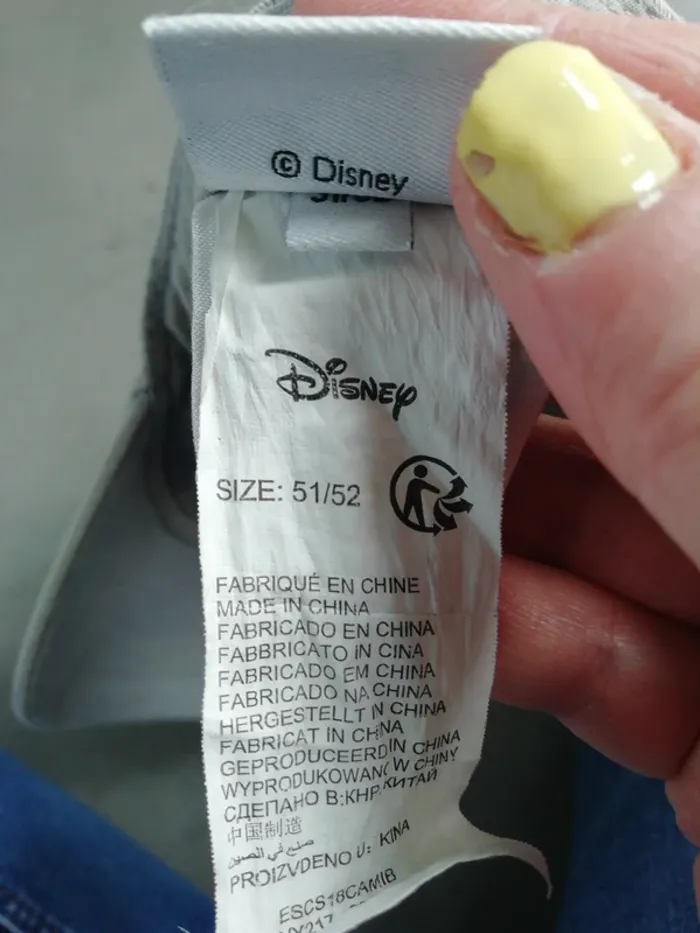 © Disney
Disney
SIZE: 51/52
FABRIQUÉ EN CHINE
MADE IN CHINA
FABRICADO EN CHINA
FABBRICATO IN CINA
FABRICADO EM CHINA
FABRICADO NA CHINA
HERGESTELLT IN CHINA
FABRICAT IN CHINA
GEPRODUCEERD IN CHINA
WYPRODUKOWANO W CHINY
СДЕПАНО В:КНР.КИТАЙ
中国制造
صنع في الصين
PROIZVDENO U: KINA
ESCS18CAMIB